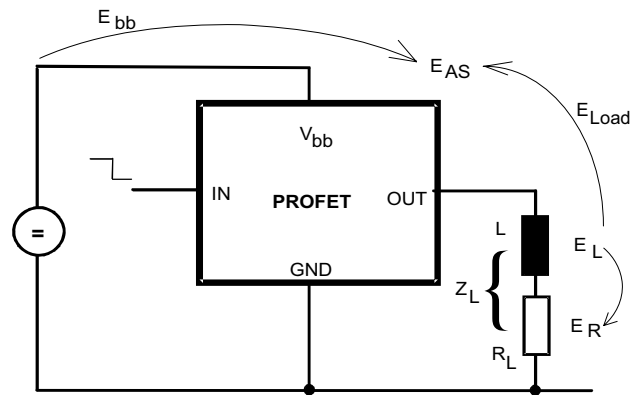 E bb
E AS
E Load
V bb
IN
PROFET
OUT
L
E L
GND
Z L
E R
R L
=